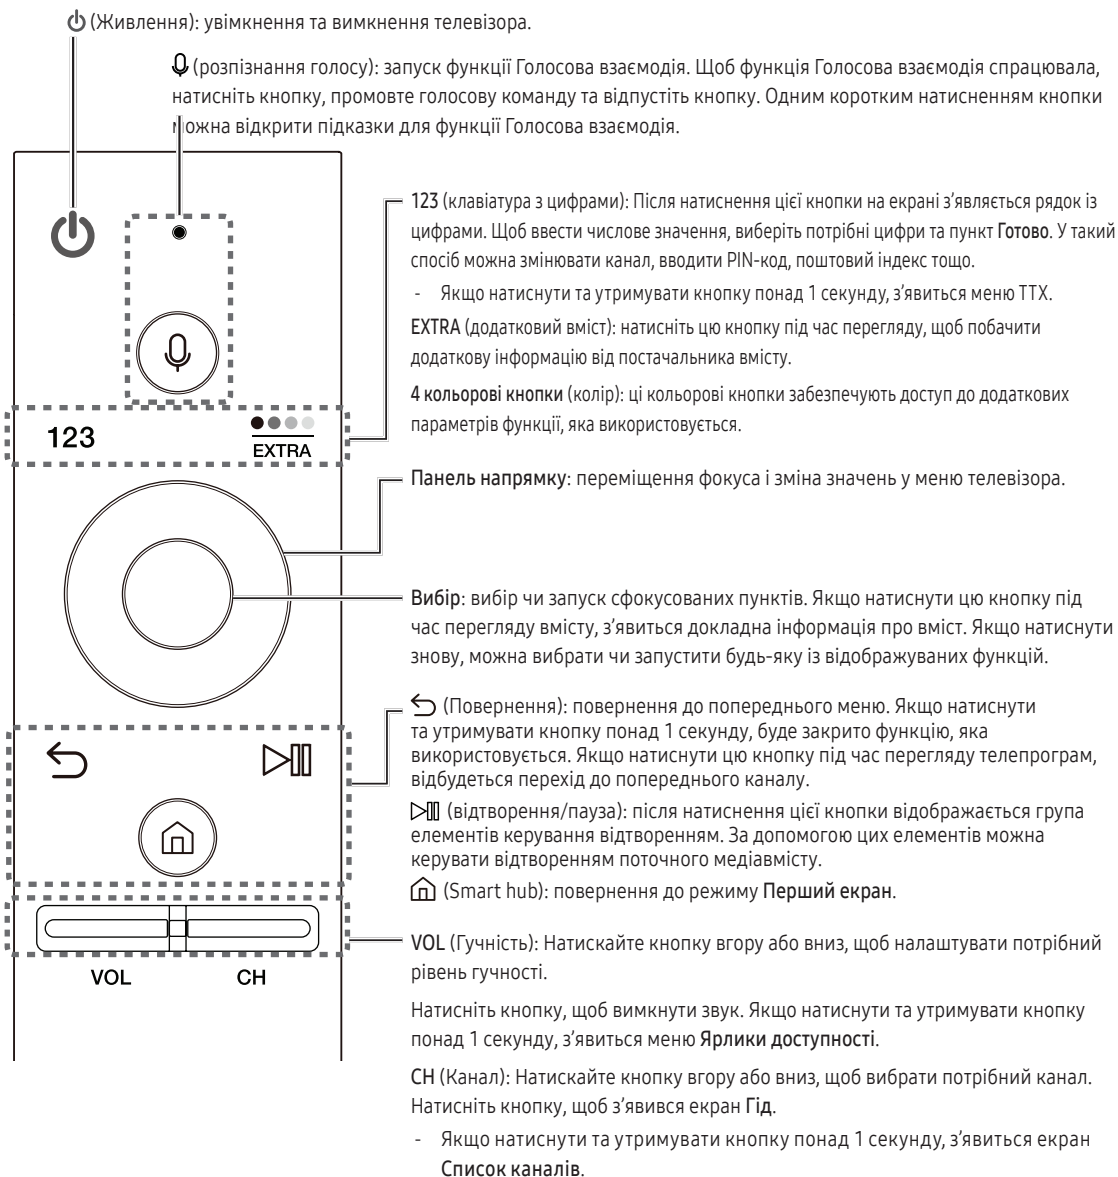 (Живлення): увімкнення та вимкнення телевізора.
(розпізнання голосу): запуск функції Голосова взаємодія. Щоб функція Голосова взаємодія спрацювала,
натисніть кнопку, промовте голосову команду та відпустіть кнопку. Одним коротким натисненням кнопки
можна відкрити підказки для функції Голосова взаємодія.
123 (клавіатура з цифрами): Після натиснення цієї кнопки на екрані з’являється рядок із
цифрами. Щоб ввести числове значення, виберіть потрібні цифри та пункт Готово. У такий
спосіб можна змінювати канал, вводити PIN-код, поштовий індекс тощо.
- Якщо натиснути та утримувати кнопку понад 1 секунду, з’явиться меню TTX.
EXTRA (додатковий вміст): натисніть цю кнопку під час перегляду, щоб побачити
додаткову інформацію від постачальника вмісту.
4 кольорові кнопки (колір): ці кольорові кнопки забезпечують доступ до додаткових
параметрів функції, яка використовується.
123
EXTRA
Панель напрямку: переміщення фокуса і зміна значень у меню телевізора.
Вибір: вибір чи запуск сфокусованих пунктів. Якщо натиснути цю кнопку під
час перегляду вмісту, з’явиться докладна інформація про вміст. Якщо натиснути
знову, можна вибрати чи запустити будь-яку із відображуваних функцій.
(Повернення): повернення до попереднього меню. Якщо натиснути
та утримувати кнопку понад 1 секунду, буде закрито функцію, яка
використовується. Якщо натиснути цю кнопку під час перегляду телепрограм,
відбудеться перехід до попереднього каналу.
(відтворення/пауза): після натиснення цієї кнопки відображається група
елементів керування відтворенням. За допомогою цих елементів можна
керувати відтворенням поточного медіавмісту.
(Smart hub): повернення до режиму Перший екран.
VOL (Гучність): Натискайте кнопку вгору або вниз, щоб налаштувати потрібний
рівень гучності.
VOL
CH
Натисніть кнопку, щоб вимкнути звук. Якщо натиснути та утримувати кнопку
понад 1 секунду, з’явиться меню Ярлики доступності.
CH (Канал): Натискайте кнопку вгору або вниз, щоб вибрати потрібний канал.
Натисніть кнопку, щоб з’явився екран Гід.
- Якщо натиснути та утримувати кнопку понад 1 секунду, з’явиться екран
Список каналів.